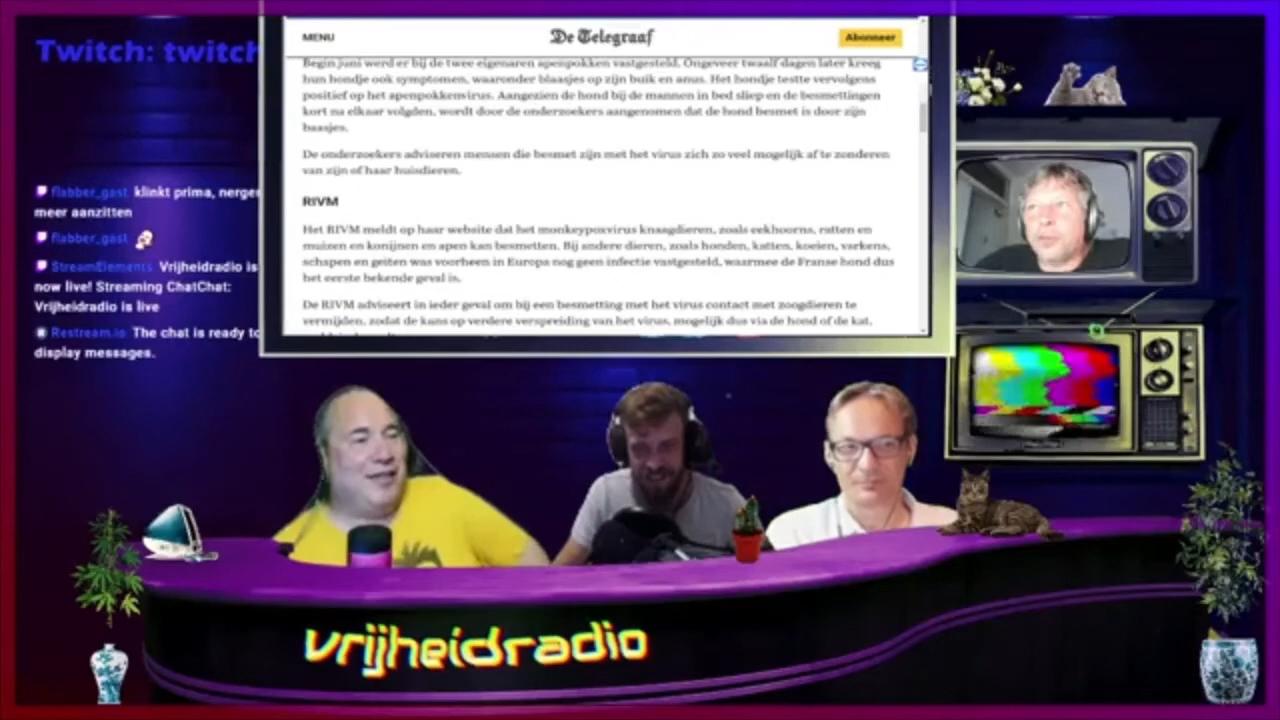 Twitch: twitch
MENU
De Telegraaf
Abonneer
Begin juni werd er bij de twee eigenaren apenpokken vastgesteld. Ongeveer twaalf dagen later kreeg
hun hondje ook symptomen, waaronder blaasjes op zijn buik en anus. Het hondje testte vervolgens
positief op het apenpokkenvirus. Aangezien de hond bij de mannen in bed sliep en de besmettingen
kort na elkaar volgden, wordt door de onderzoekers aangenomen dat de hond besmet is door zijn
baasjes.
De onderzoekers adviseren mensen die besmet zijn met het virus zich zo veel mogelijk af te zonderen
van zijn of haar huisdieren.
RIVM
Het RIVM meldt op haar website dat het monkeypoxvirus knaagdieren, zoals eekhoorns, ratten en
muizen en konijnen en apen kan besmetten. Bij andere dieren, zoals honden, katten, koeien, varkens,
schapen en geiten was voorheen in Europa nog geen infectie vastgesteld, waarmee de Franse hond dus
het eerste bekende geval is.
De RIVM adviseert in ieder geval om bij een besmetting met het virus contact met zoogdieren te
vermijden, zodat de kans op verdere verspreiding van het virus, mogelijk dus via de hond of de kat,
flabber_gast klinkt prima, nerge
meer aanzitten
flabber_gast
StreamElements Vrijheidradio is
now live! Streaming ChatChat:
Vrijheidradio is live
Restream.io The chat is ready to
display messages.
vrijheidradio